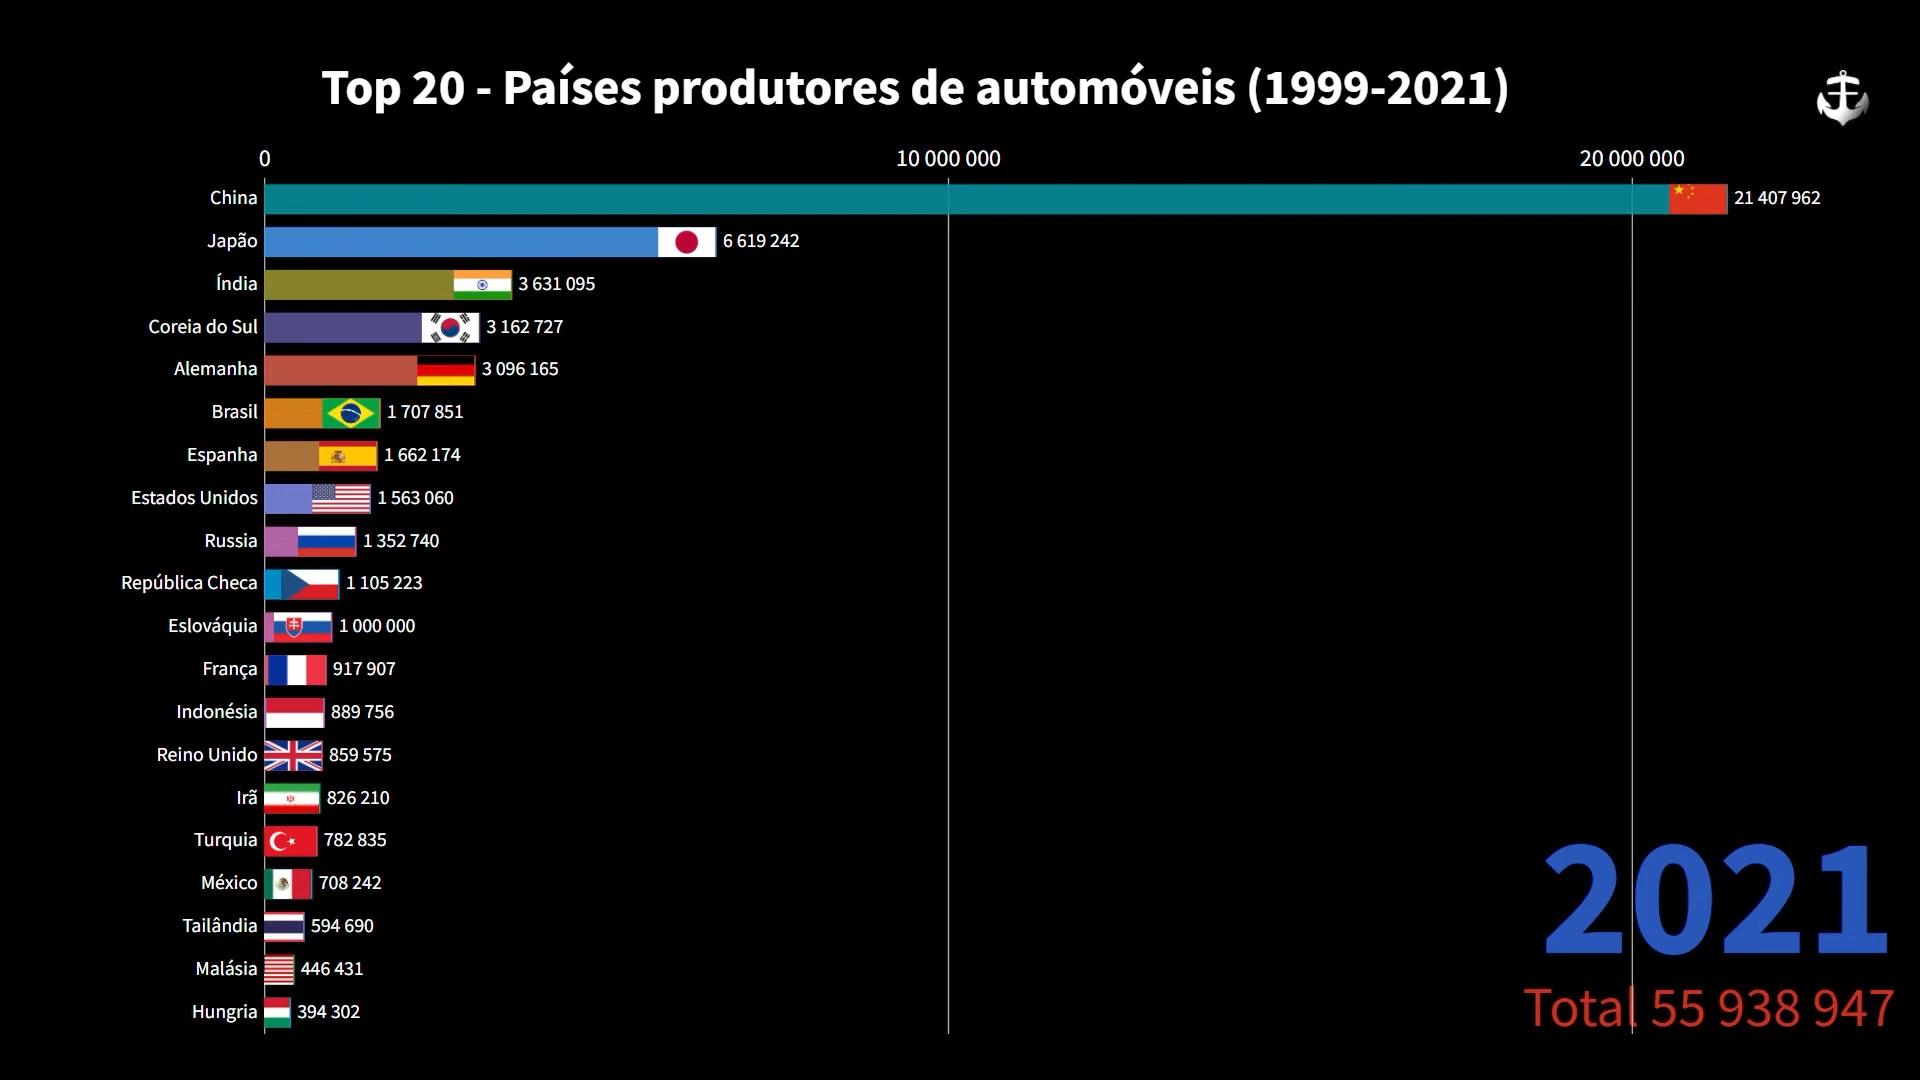 Top 20 - Países produtores de automóveis (1999-2021)
0 10 000 000 20 000 000
China 21 407 962
Japão 6 619 242
Índia 3 631 095
Coreia do Sul 3 162 727
Alemanha 3 096 165
Brasil 1 707 851
Espanha 1 662 174
Estados Unidos 1 563 060
Russia 1 352 740
República Checa 1 105 223
Eslováquia 1 000 000
França 917 907
Indonésia 889 756
Reino Unido 859 575
Irã 826 210
Turquia 782 835
México 708 242
Tailândia 594 690
Malásia 446 431
Hungria 394 302
2021
Total 55 938 947